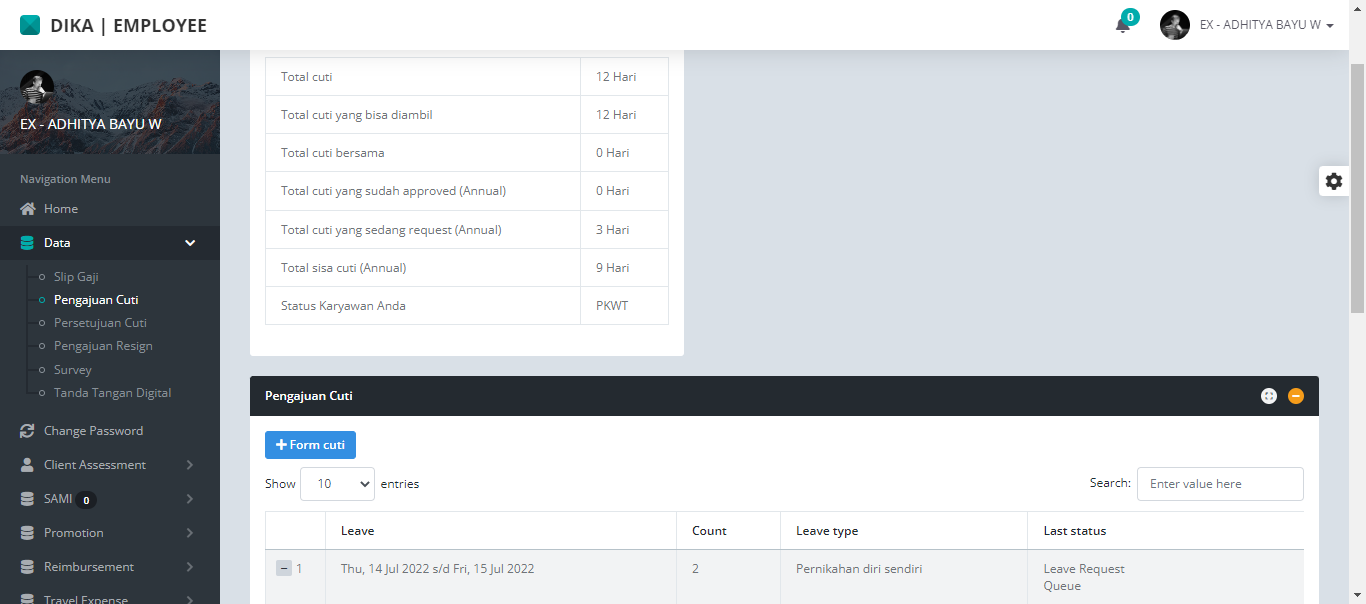 DIKA | EMPLOYEE
0
EX - ADHITYA BAYU W
EX - ADHITYA BAYU W
Navigation Menu
Home
Data
Slip Gaji
Pengajuan Cuti
Persetujuan Cuti
Pengajuan Resign
Survey
Tanda Tangan Digital
Change Password
Client Assessment
SAMI 0
Promotion
Reimbursement
Travel Expense
Total cuti 12 Hari
Total cuti yang bisa diambil 12 Hari
Total cuti bersama 0 Hari
Total cuti yang sudah approved (Annual) 0 Hari
Total cuti yang sedang request (Annual) 3 Hari
Total sisa cuti (Annual) 9 Hari
Status Karyawan Anda PKWT
Pengajuan Cuti
+ Form cuti
Show 10 entries
Search: Enter value here
Leave Count Leave type Last status
1 Thu, 14 Jul 2022 s/d Fri, 15 Jul 2022 2 Pernikahan diri sendiri Leave Request
Queue